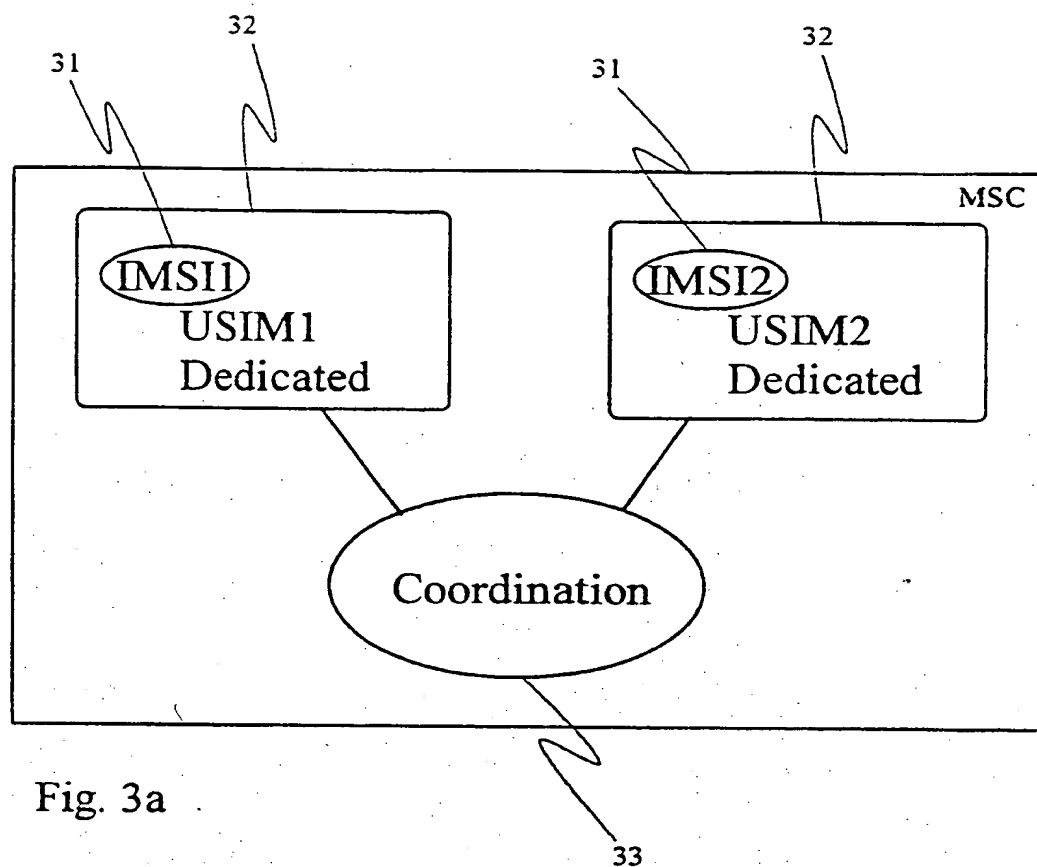 32
32
31
31
MSC
IMSI1
USIM1
Dedicated
IMSI2
USIM2
Dedicated
Coordination
Fig. 3a
33